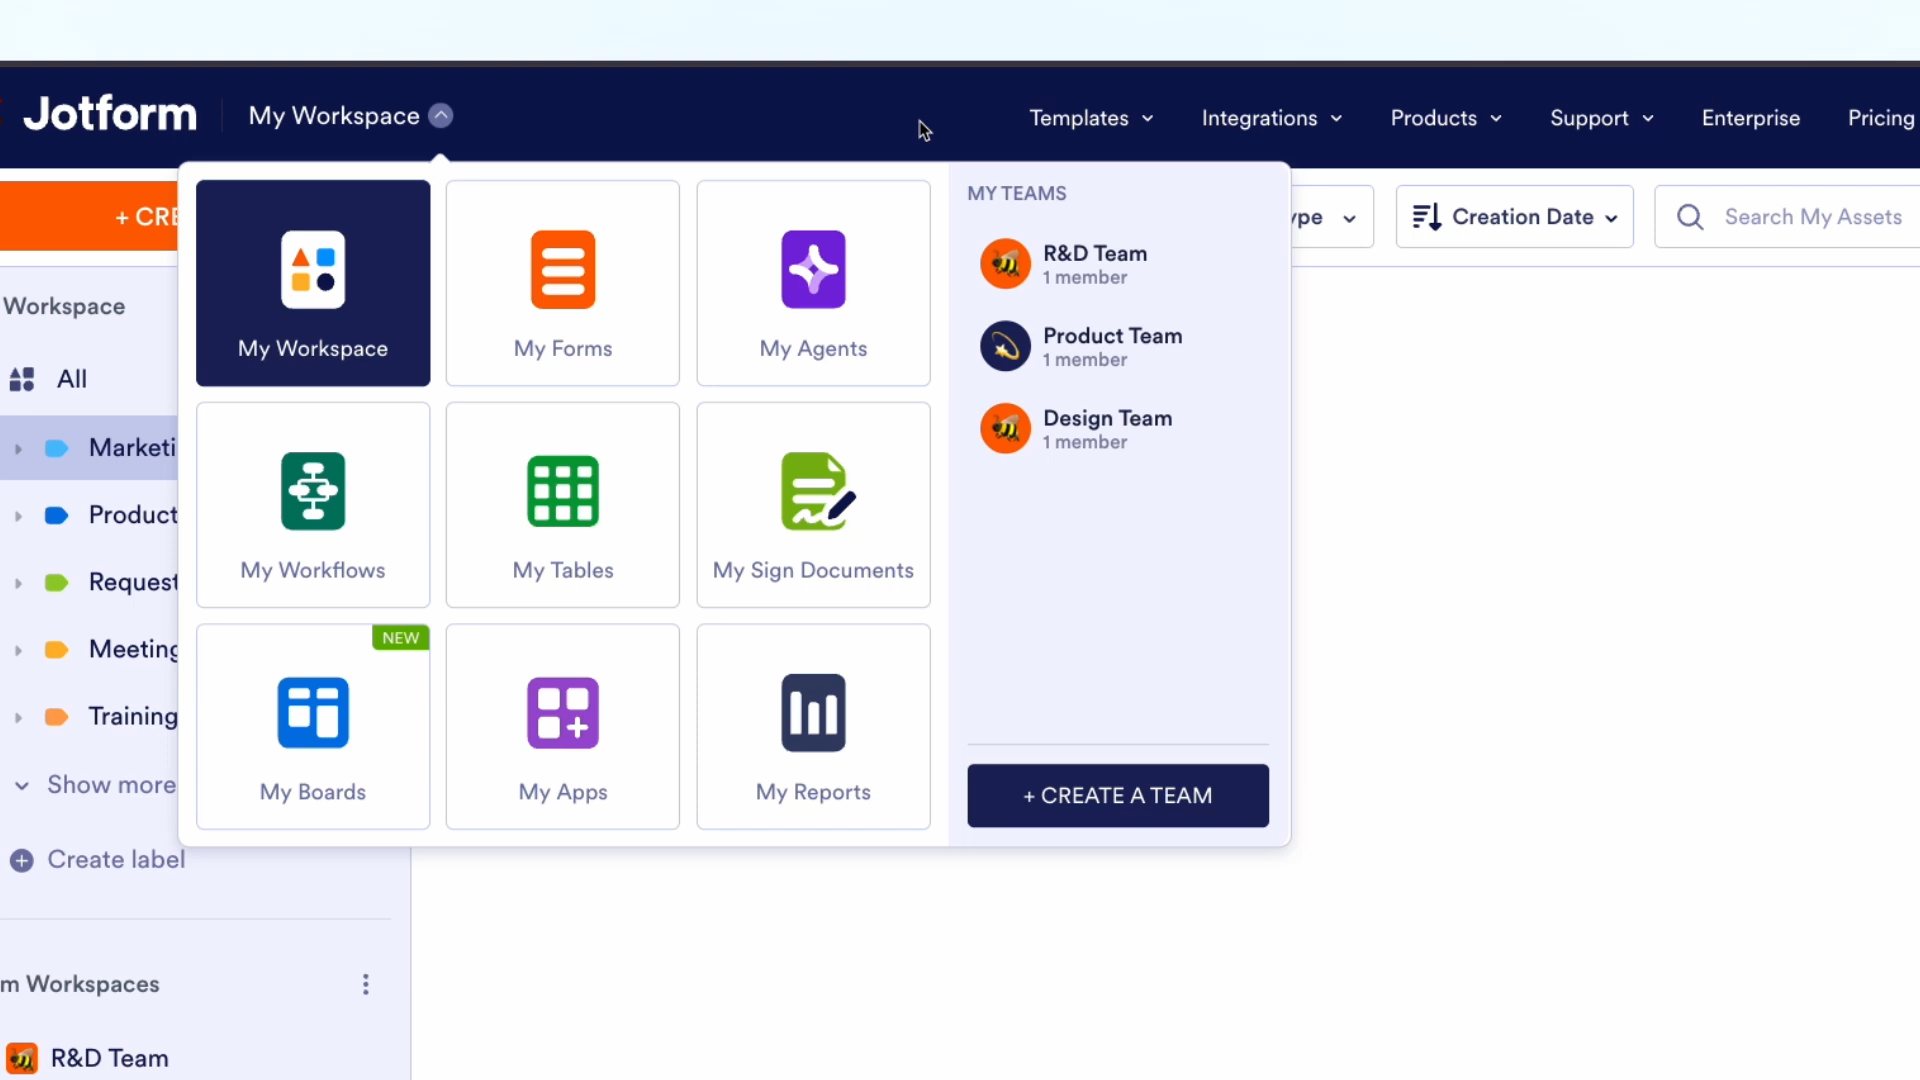 Jotform
My Workspace
Templates
Integrations
Products
Support
Enterprise
Pricing
+ CRE
ype
Creation Date
Search My Assets
Workspace
All
Marketi
Product
Request
Meeting
Training
Show more
Create label
m Workspaces
R&D Team
My Workspace
My Forms
My Agents
My Workflows
My Tables
My Sign Documents
NEW
My Boards
My Apps
My Reports
MY TEAMS
R&D Team
1 member
Product Team
1 member
Design Team
1 member
+ CREATE A TEAM